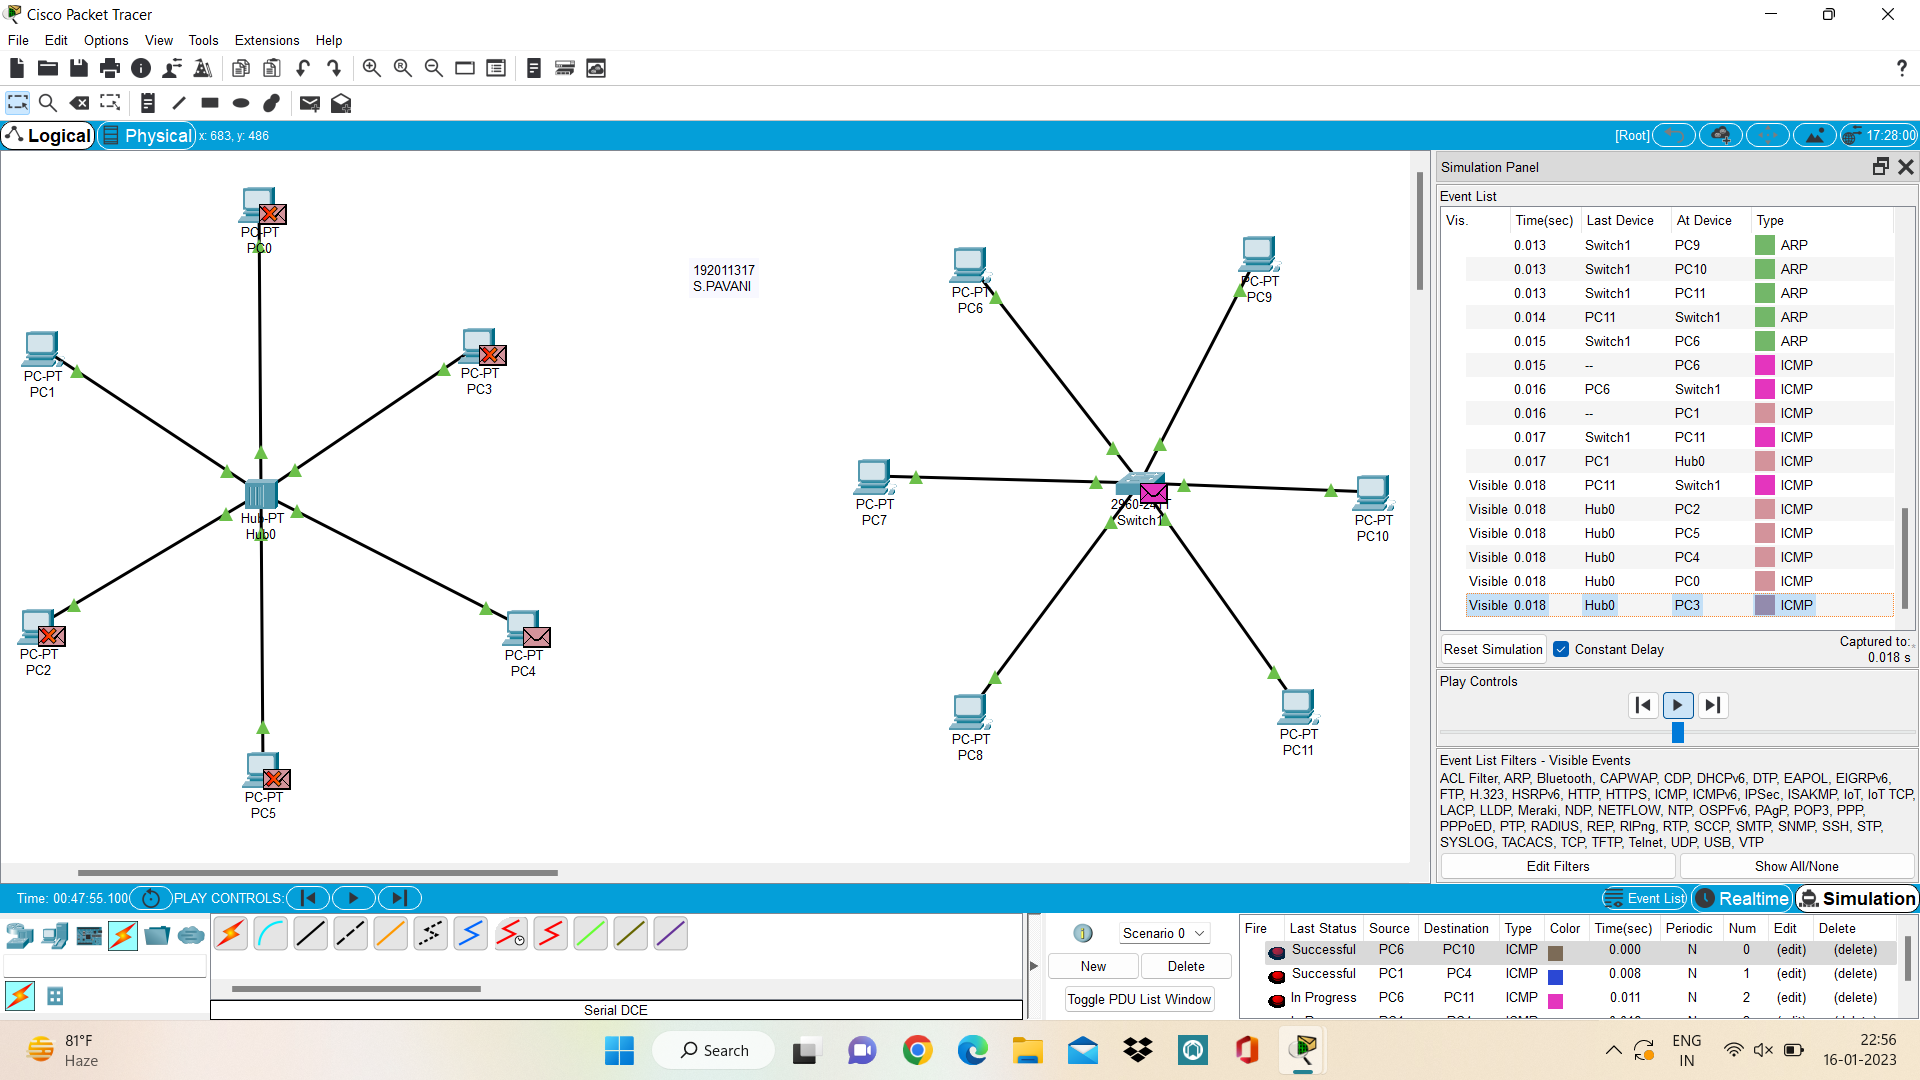 Cisco Packet Tracer
File Edit Options View Tools Extensions Help
?
Logical Physical x: 683, y: 486 [Root] 17:28:00
PC-PT
PC0
192011317
S.PAVANI
PC-PT
PC6
PC-PT
PC9
PC-PT
PC1
PC-PT
PC3
Hub-PT
Hub0
PC-PT
PC7
2960-24TT
Switch1
PC-PT
PC10
PC-PT
PC2
PC-PT
PC4
PC-PT
PC8
PC-PT
PC11
PC-PT
PC5
Simulation Panel
Event List
Vis. Time(sec) Last Device At Device Type
0.013 Switch1 PC9 ARP
0.013 Switch1 PC10 ARP
0.013 Switch1 PC11 ARP
0.014 PC11 Switch1 ARP
0.015 Switch1 PC6 ARP
0.015 -- PC6 ICMP
0.016 PC6 Switch1 ICMP
0.016 -- PC1 ICMP
0.017 Switch1 PC11 ICMP
0.017 PC1 Hub0 ICMP
Visible 0.018 PC11 Switch1 ICMP
Visible 0.018 Hub0 PC2 ICMP
Visible 0.018 Hub0 PC5 ICMP
Visible 0.018 Hub0 PC4 ICMP
Visible 0.018 Hub0 PC0 ICMP
Visible 0.018 Hub0 PC3 ICMP
Reset Simulation Constant Delay Captured to:
0.018 s
Play Controls
Event List Filters - Visible Events
ACL Filter, ARP, Bluetooth, CAPWAP, CDP, DHCPv6, DTP, EAPOL, EIGRPv6,
FTP, H.323, HSRPv6, HTTP, HTTPS, ICMP, ICMPv6, IPSec, ISAKMP, IoT, IoT TCP,
LACP, LLDP, Meraki, NDP, NETFLOW, NTP, OSPFv6, PAgP, POP3, PPP,
PPPoED, PTP, RADIUS, REP, RIPng, RTP, SCCP, SMTP, SNMP, SSH, STP,
SYSLOG, TACACS, TCP, TFTP, Telnet, UDP, USB, VTP
Edit Filters Show All/None
Time: 00:47:55.100 PLAY CONTROLS: Event List Realtime Simulation
Scenario 0
New Delete
Toggle PDU List Window
Serial DCE
Fire Last Status Source Destination Type Color Time(sec) Periodic Num Edit Delete
Successful PC6 PC10 ICMP 0.000 N 0 (edit) (delete)
Successful PC1 PC4 ICMP 0.008 N 1 (edit) (delete)
In Progress PC6 PC11 ICMP 0.011 N 2 (edit) (delete)
81°F
Haze
Search
ENG
IN
22:56
16-01-2023